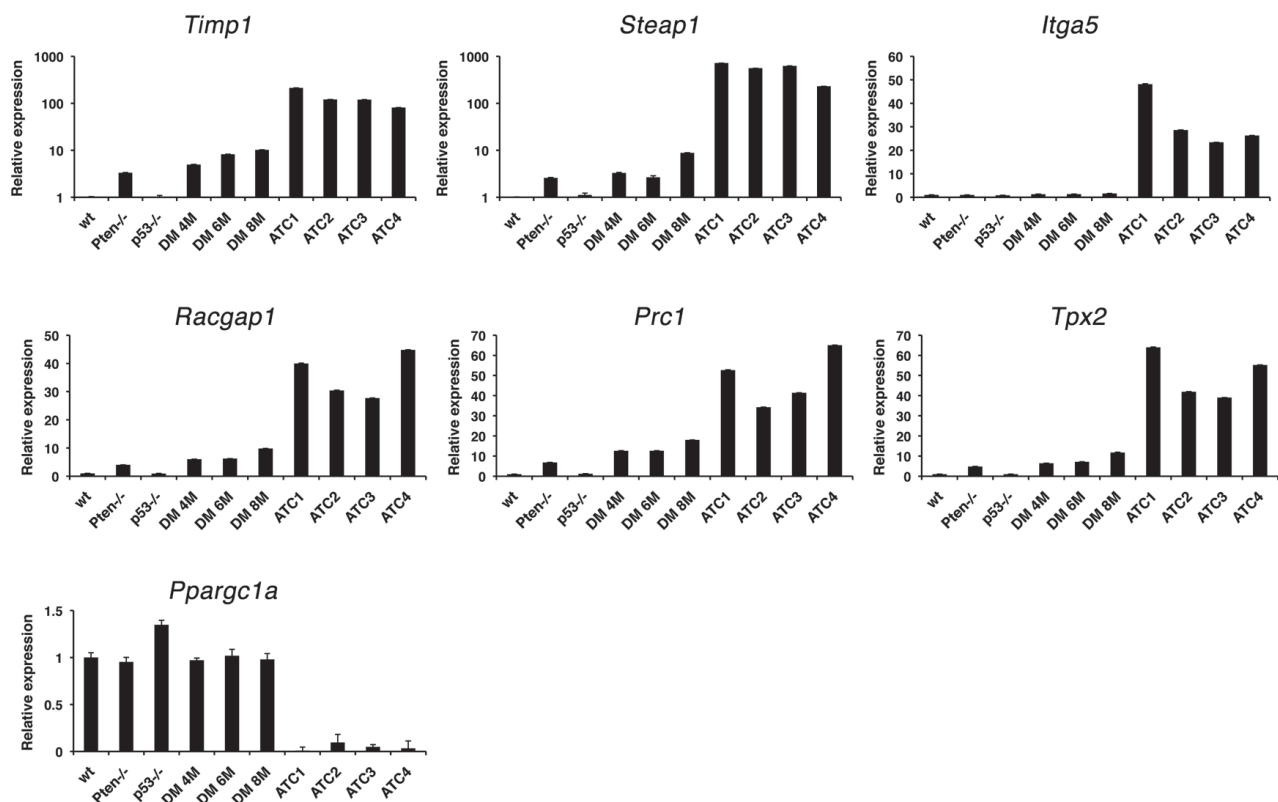 Timp1
Relative expression
1000
100
10
1
wt
Pten-/-
p53-/-
DM 4M
DM 6M
DM 8M
ATC1
ATC2
ATC3
ATC4
Steap1
Relative expression
1000
100
10
1
wt
Pten-/-
p53-/-
DM 4M
DM 6M
DM 8M
ATC1
ATC2
ATC3
ATC4
Itga5
Relative expression
60
50
40
30
20
10
0
wt
Pten-/-
p53-/-
DM 4M
DM 6M
DM 8M
ATC1
ATC2
ATC3
ATC4
Racgap1
Relative expression
50
40
30
20
10
0
wt
Pten-/-
p53-/-
DM 4M
DM 6M
DM 8M
ATC1
ATC2
ATC3
ATC4
Prc1
Relative expression
70
60
50
40
30
20
10
0
wt
Pten-/-
p53-/-
DM 4M
DM 6M
DM 8M
ATC1
ATC2
ATC3
ATC4
Tpx2
Relative expression
70
60
50
40
30
20
10
0
wt
Pten-/-
p53-/-
DM 4M
DM 6M
DM 8M
ATC1
ATC2
ATC3
ATC4
Ppargc1a
Relative expression
1.5
1
0.5
0
wt
Pten-/-
p53-/-
DM 4M
DM 6M
DM 8M
ATC1
ATC2
ATC3
ATC4